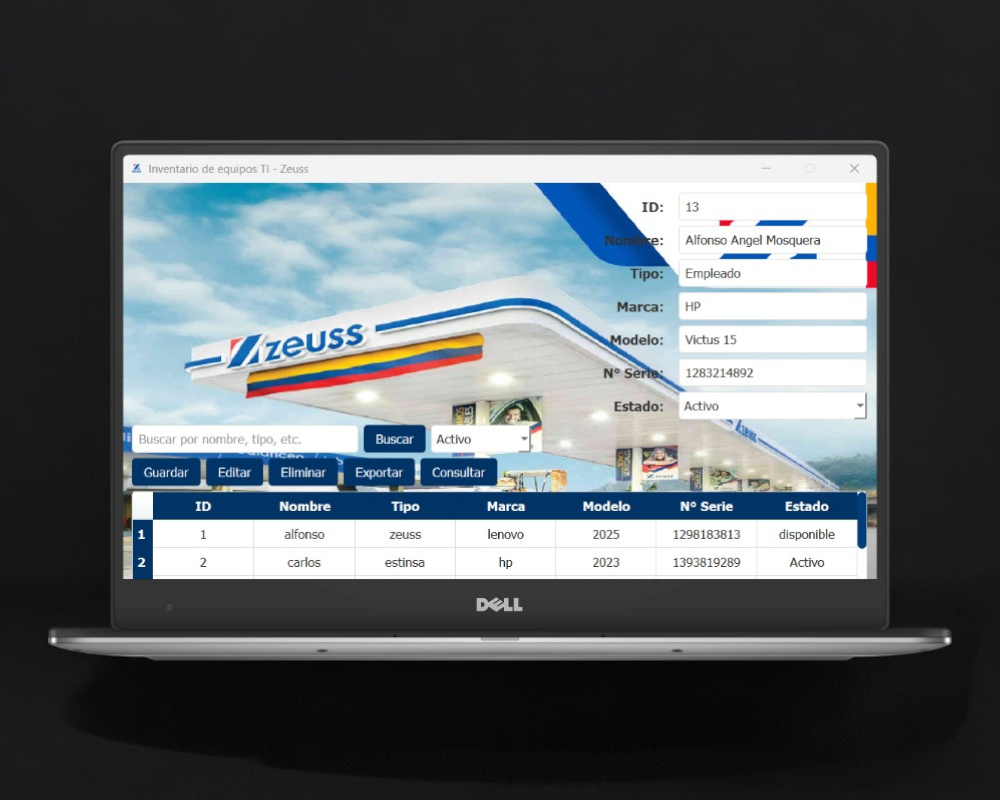 Inventario de equipos TI - Zeuss
ID: 13
Nombre: Alfonso Angel Mosquera
Tipo: Empleado
Marca: HP
Modelo: Victus 15
N° Serie: 1283214892
Estado: Activo
zeuss
zeuss
Buscar por nombre, tipo, etc. Buscar Activo
Guardar Editar Eliminar Exportar Consultar
ID Nombre Tipo Marca Modelo N° Serie Estado
1 1 alfonso zeuss lenovo 2025 1298183813 disponible
2 2 carlos estinsa hp 2023 1393819289 Activo
DELL